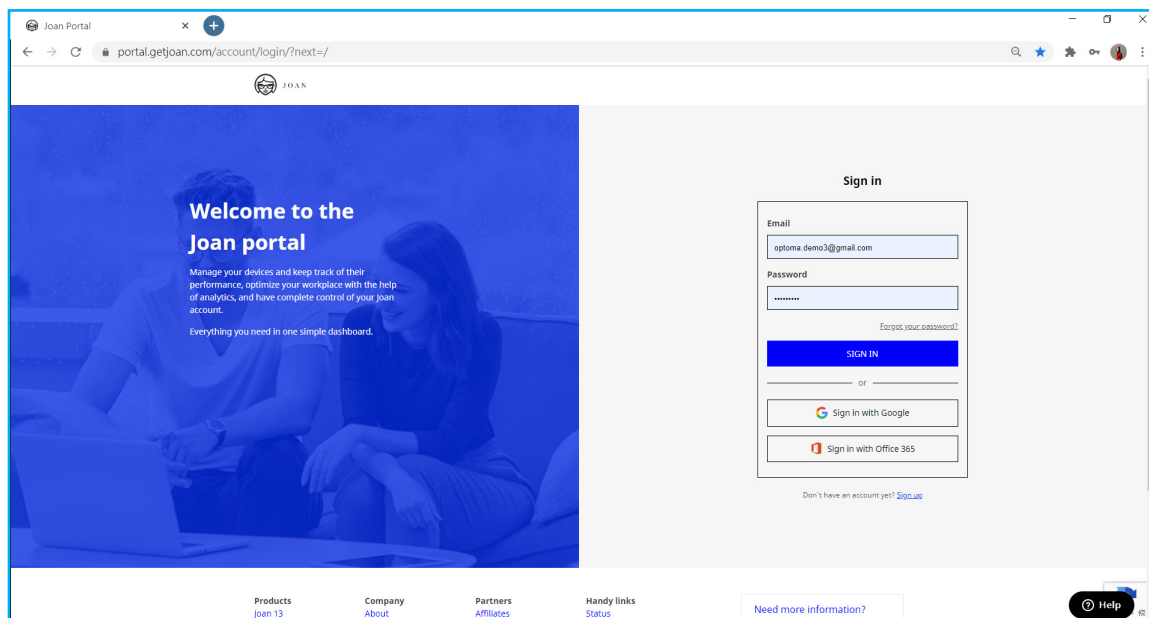 Joan Portal
portal.getjoan.com/account/login/?next=/
JOAN
Welcome to the
Joan portal
Manage your devices and keep track of their
performance, optimize your workplace with the help
of analytics, and have complete control of your Joan
account.
Everything you need in one simple dashboard.
Sign in
Email
optoma.demo3@gmail.com
Password
Forgot your password?
SIGN IN
or
Sign in with Google
Sign in with Office 365
Don't have an account yet? Sign up
Products
Joan 13
Company
About
Partners
Affiliates
Handy links
Status
Need more information?
Help